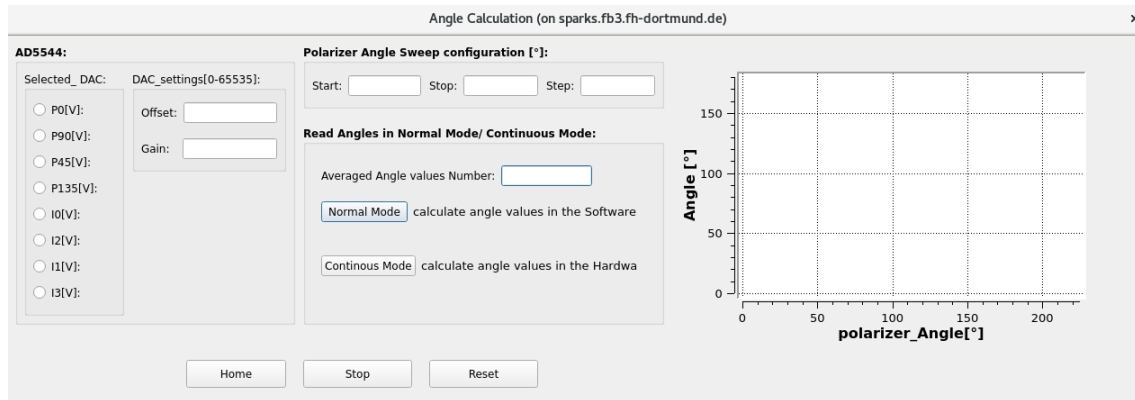 Angle Calculation (on sparks.fb3.fh-dortmund.de)
AD5544:
Selected_ DAC:
P0[V]:
P90[V]:
P45[V]:
P135[V]:
I0[V]:
I2[V]:
I1[V]:
I3[V]:
DAC_settings[0-65535]:
Offset:
Gain:
Polarizer Angle Sweep configuration [°]:
Start: Stop: Step:
Read Angles in Normal Mode/ Continuous Mode:
Averaged Angle values Number:
Normal Mode calculate angle values in the Software
Continous Mode calculate angle values in the Hardwa
Angle [°]
150
100
50
0
0 50 100 150 200
polarizer_Angle[°]
Home Stop Reset